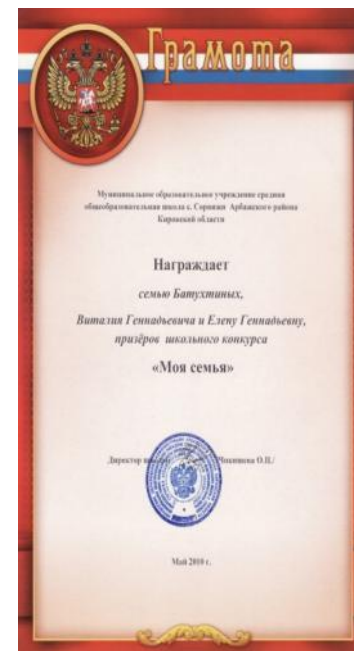 Грамота
Муниципальное образовательное учреждение средняя
общеобразовательная школа с. Сорвижи Арбажского района
Кировской области
Награждает
семью Батухтиных,
Виталия Геннадьевича и Елену Геннадьевну,
призёров школьного конкурса
«Моя семья»
Директор О.П./
Май 2010 г.